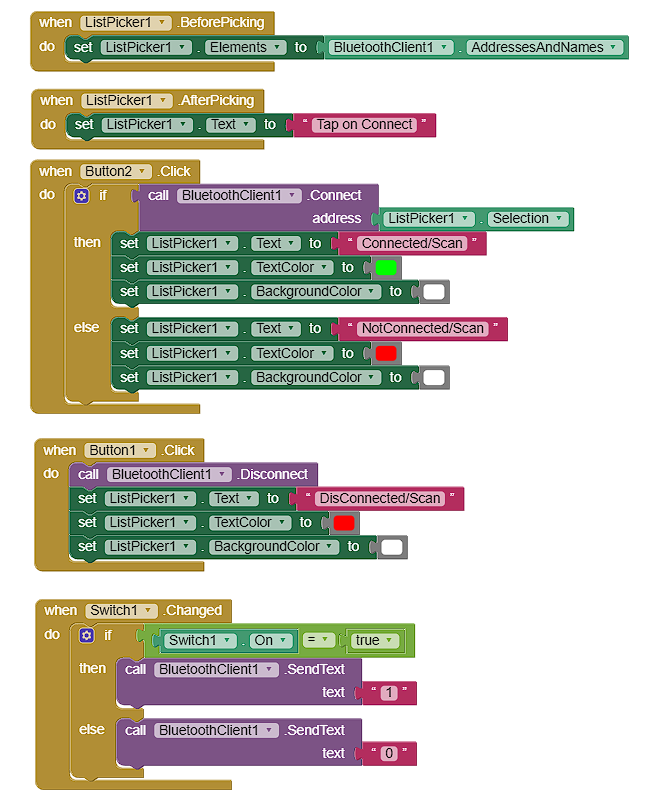 when ListPicker1 .BeforePicking
do set ListPicker1 . Elements to BluetoothClient1 . AddressesAndNames
when ListPicker1 .AfterPicking
do set ListPicker1 . Text to “ Tap on Connect ”
when Button2 .Click
do if call BluetoothClient1 .Connect
address ListPicker1 . Selection
then set ListPicker1 . Text to “ Connected/Scan ”
set ListPicker1 . TextColor to
set ListPicker1 . BackgroundColor to
else set ListPicker1 . Text to “ NotConnected/Scan ”
set ListPicker1 . TextColor to
set ListPicker1 . BackgroundColor to
when Button1 .Click
do call BluetoothClient1 .Disconnect
set ListPicker1 . Text to “ DisConnected/Scan ”
set ListPicker1 . TextColor to
set ListPicker1 . BackgroundColor to
when Switch1 .Changed
do if Switch1 . On = true
then call BluetoothClient1 .SendText
text “ 1 ”
else call BluetoothClient1 .SendText
text “ 0 ”